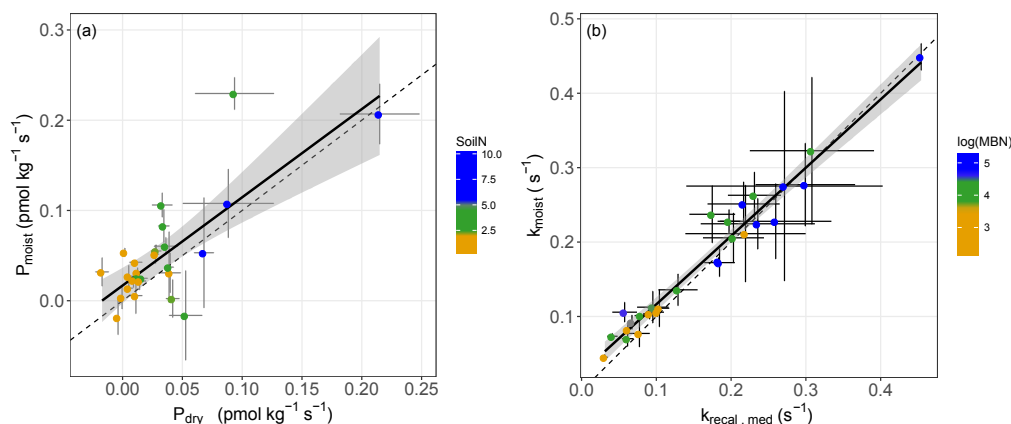 (a)
0.3
0.2
0.1
0.0
P_moist (pmol kg⁻¹ s⁻¹)
0.00 0.05 0.10 0.15 0.20 0.25
P_dry (pmol kg⁻¹ s⁻¹)
SoilN
10.0
7.5
5.0
2.5
(b)
0.5
0.4
0.3
0.2
0.1
k_moist ( s⁻¹)
0.1 0.2 0.3 0.4
k_recal , med (s⁻¹)
log(MBN)
5
4
3